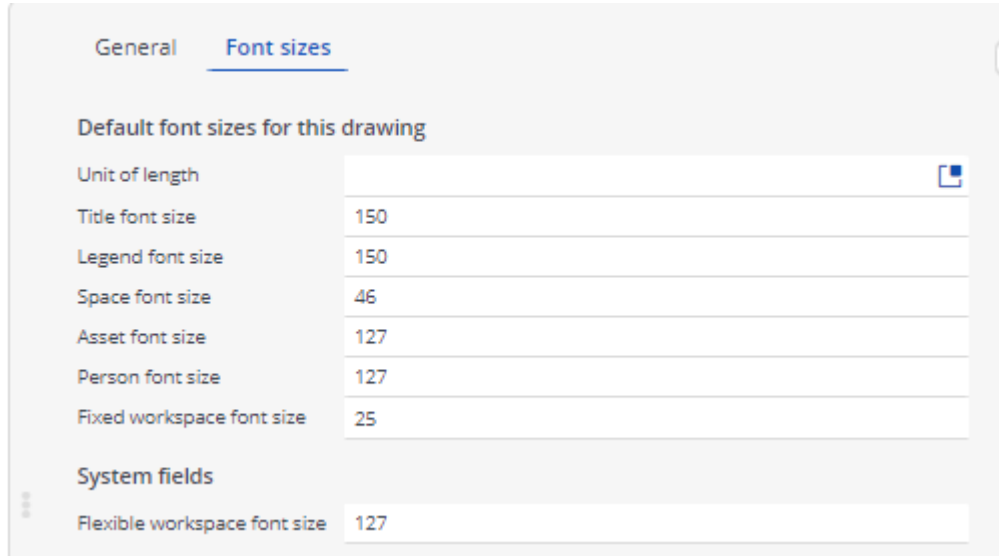 General Font sizes
Default font sizes for this drawing
Unit of length
Title font size 150
Legend font size 150
Space font size 46
Asset font size 127
Person font size 127
Fixed workspace font size 25
System fields
Flexible workspace font size 127